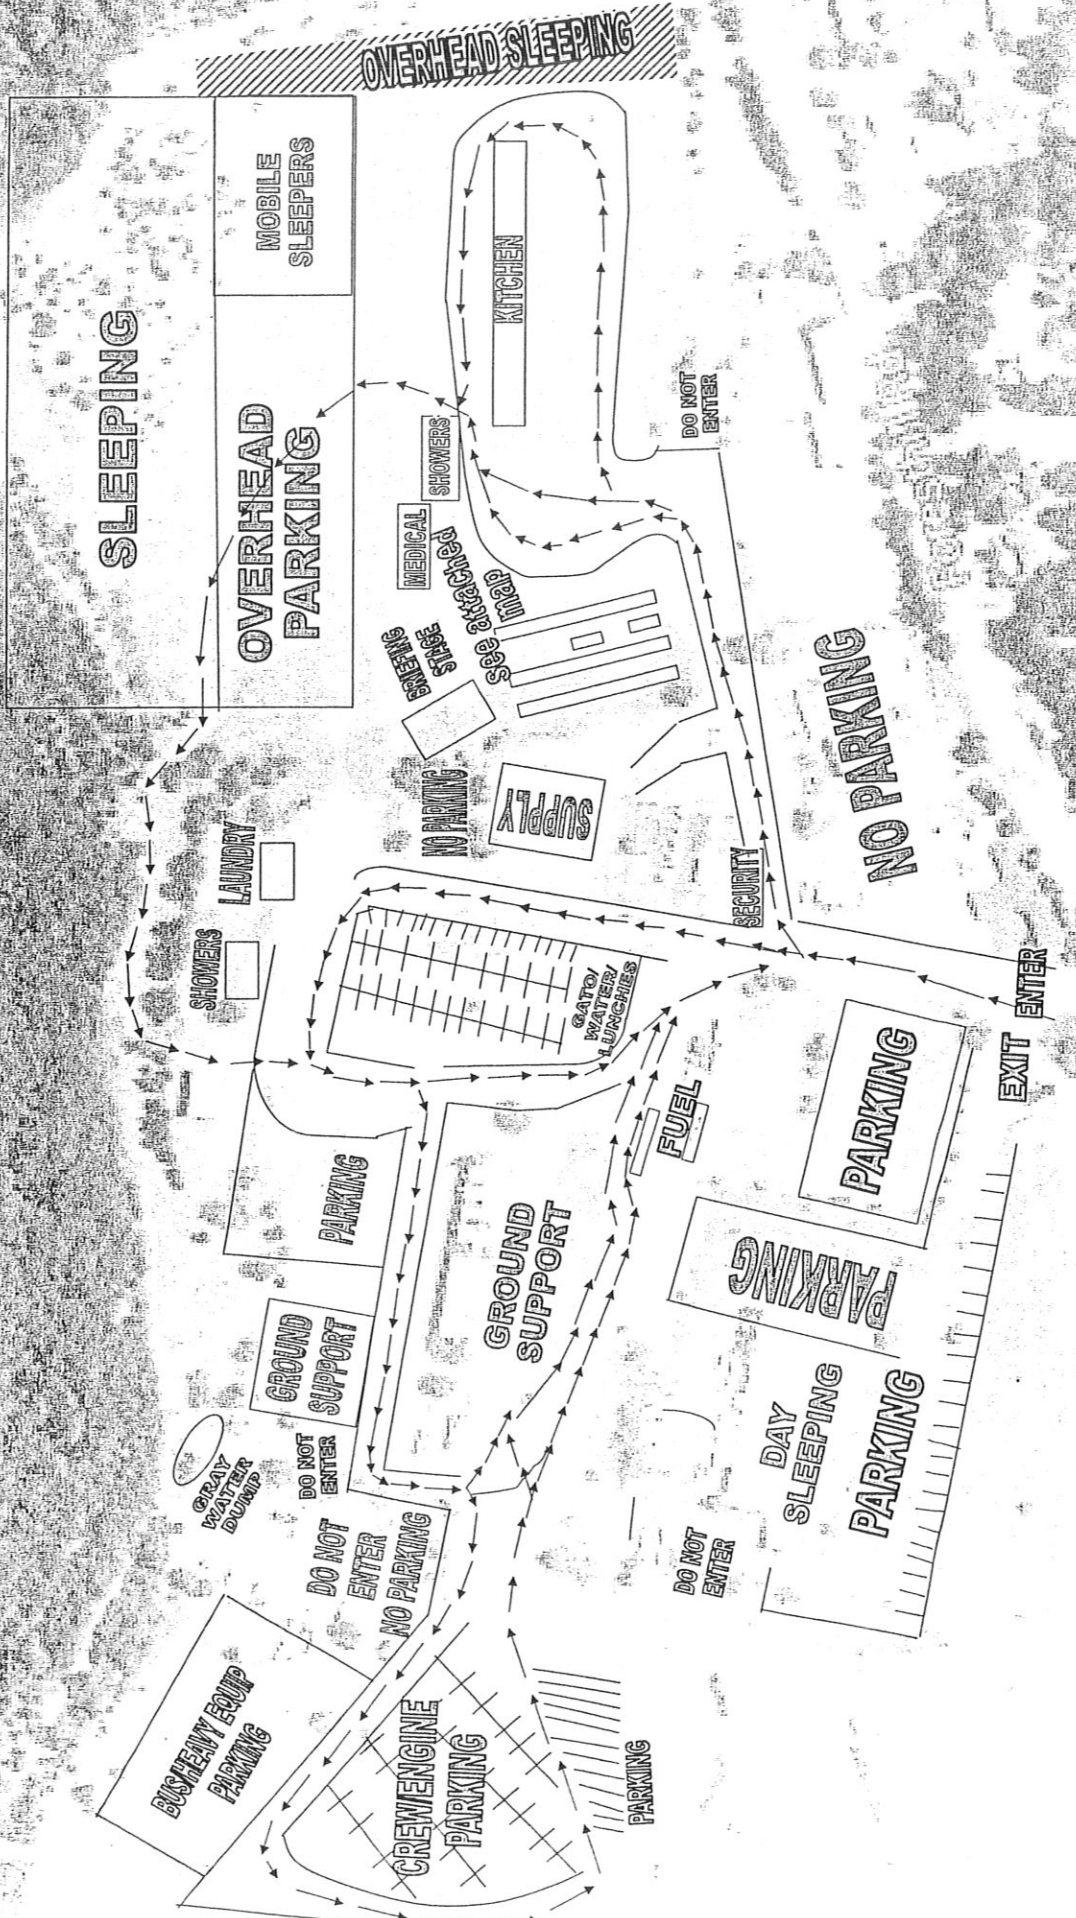 OVERHEAD SLEEPING
MOBILE
SLEEPERS
SLEEPING
OVERHEAD
PARKING
KITCHEN
DO NOT
ENTER
SHOWERS
MEDICAL
see attached
map
BRIEFING
STAGE
NO PARKING
SUPPLY
NO PARKING
LAUNDRY
SHOWERS
SECURITY
GATO/
WATER/
LUNCHES
ENTER
EXIT
PARKING
FUEL
PARKING
GROUND
SUPPORT
PARKING
GROUND
SUPPORT
DAY
SLEEPING
PARKING
GRAY
WATER
DUMP
DO NOT
ENTER
DO NOT
ENTER
NO PARKING
DO NOT
ENTER
BUS/HEAVY EQUIP
PARKING
CREW/ENGINE
PARKING
PARKING